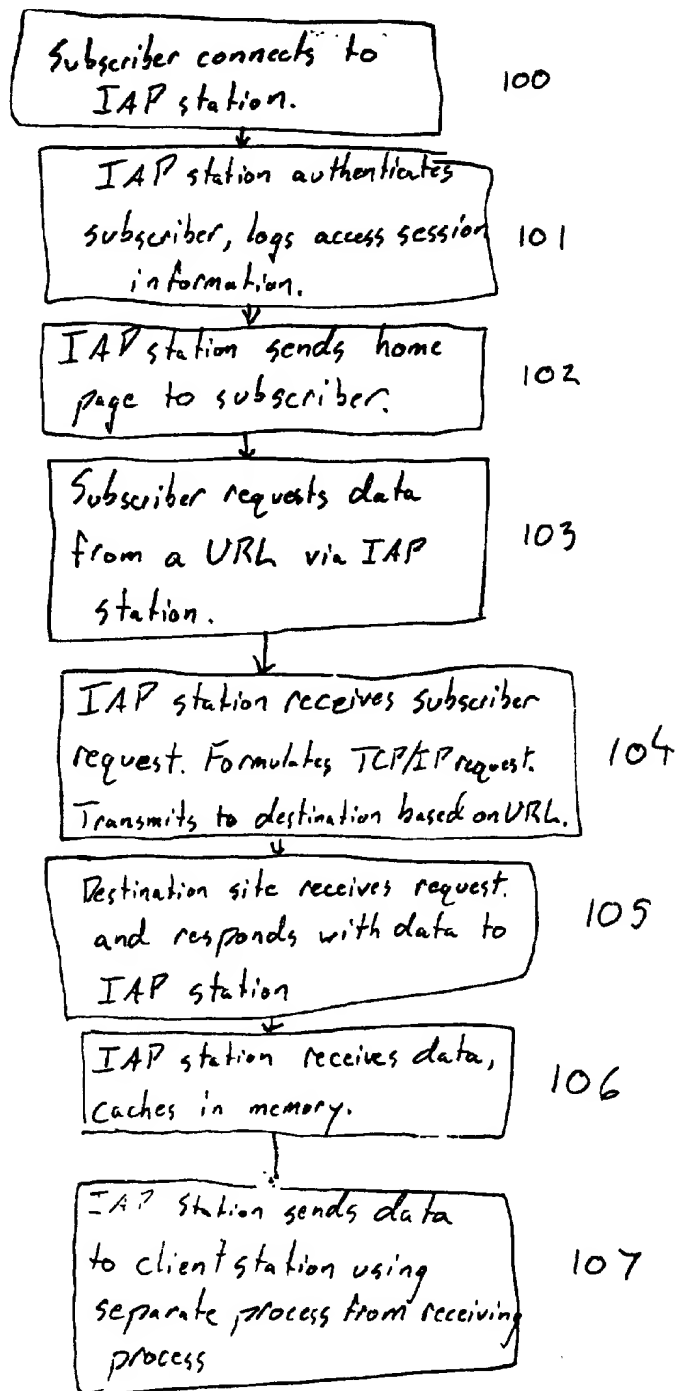 Subscriber connects to
IAP station.
100
IAP station authenticates
subscriber, logs access session
information.
101
IAP station sends home
page to subscriber.
102
Subscriber requests data
from a URL via IAP
station.
103
IAP station receives subscriber
request. Formulates TCP/IP request.
Transmits to destination based on URL.
104
Destination site receives request.
and responds with data to
IAP station
105
IAP station receives data,
caches in memory.
106
IAP station sends data
to client station using
separate process from receiving
process
107